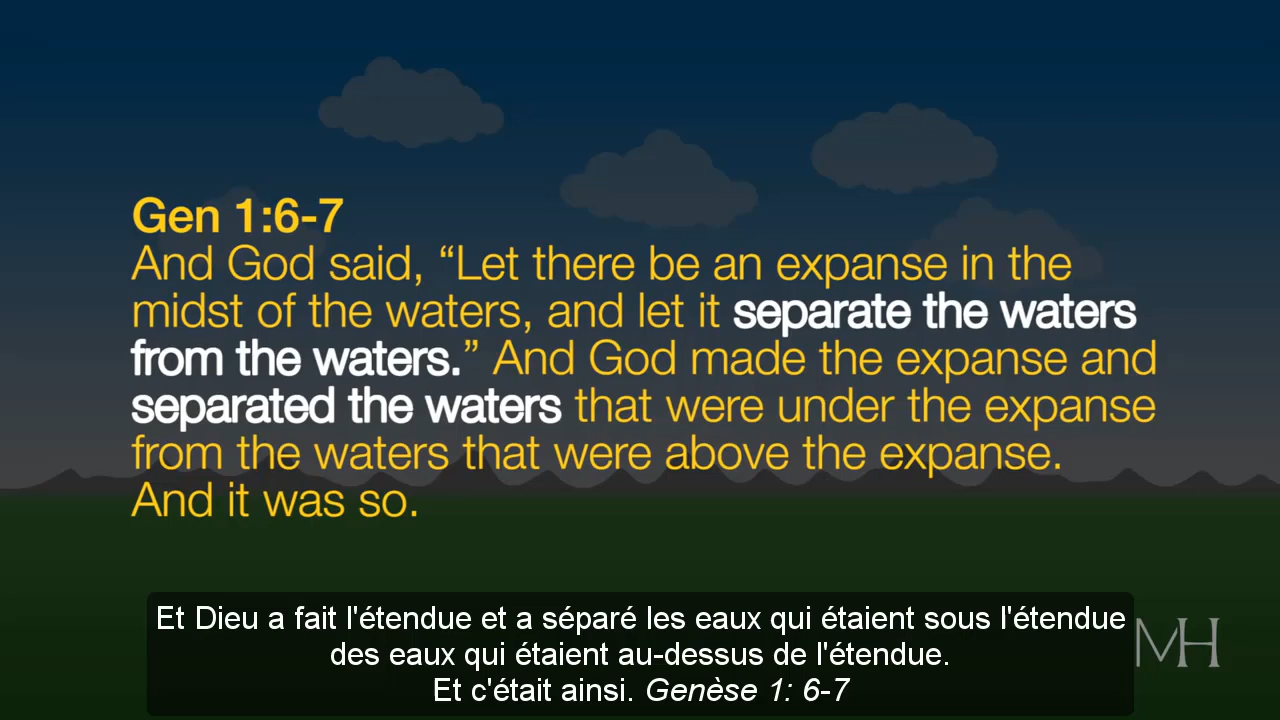 Gen 1:6-7
And God said, “Let there be an expanse in the
midst of the waters, and let it separate the waters
from the waters.” And God made the expanse and
separated the waters that were under the expanse
from the waters that were above the expanse.
And it was so.
Et Dieu a fait l'étendue et a séparé les eaux qui étaient sous l'étendue
des eaux qui étaient au-dessus de l'étendue.
Et c'était ainsi. Genèse 1: 6-7
MH